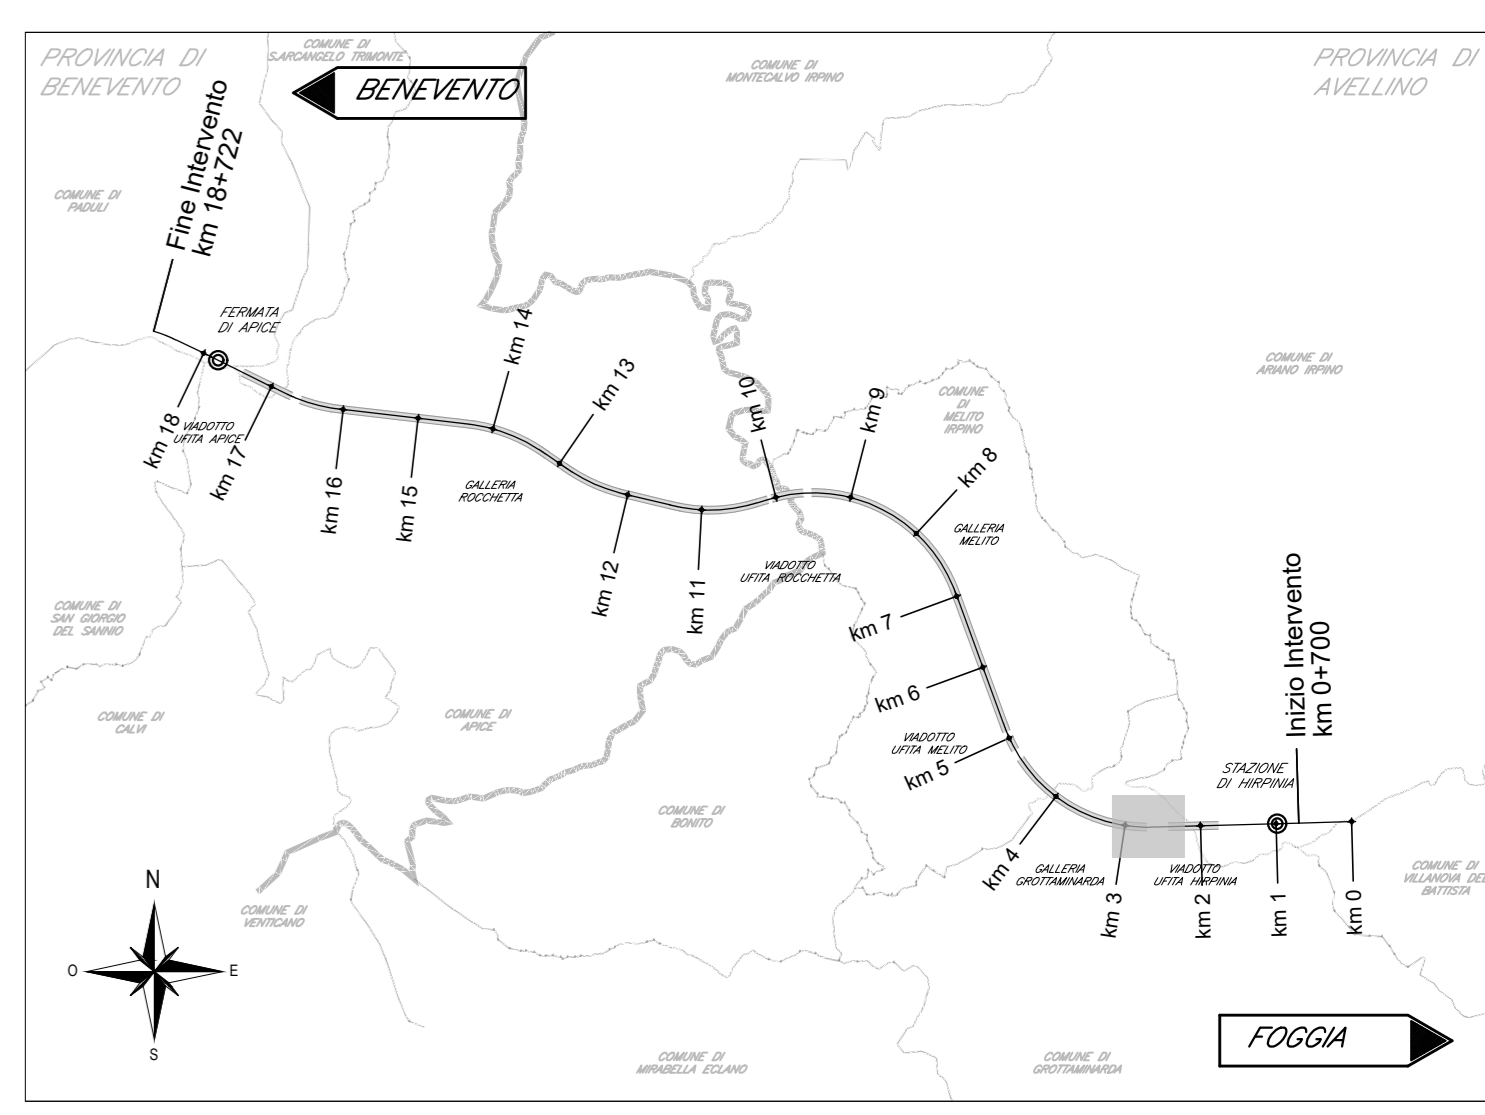 PROVINCIA DI
BENEVENTO
COMUNE DI
S.ARCANGELO TRIMONTE
BENEVENTO
COMUNE DI
MONTECALVO IRPINO
PROVINCIA DI
AVELLINO
Fine Intervento
km 18+722
COMUNE DI
PADULI
FERMATA
DI APICE
km 14
km 13
km 10
km 9
COMUNE
DI
MELITO
IRPINO
COMUNE DI
ARIANO IRPINO
km 18
VIADOTTO
UFITA APICE
km 17
km 16
km 15
GALLERIA
ROCCHETTA
km 8
GALLERIA
MELITO
km 12
km 11
VIADOTTO
UFITA ROCCHETTA
km 7
COMUNE DI
SAN GIORGIO
DEL SANNIO
Inizio Intervento
km 0+700
km 6
COMUNE DI
CALVI
COMUNE DI
APICE
VIADOTTO
UFITA MELITO
km 5
STAZIONE
DI HIRPINIA
COMUNE DI
BONITO
km 4
GALLERIA
GROTTAMINARDA
VIADOTTO
UFITA HIRPINIA
COMUNE DI
VILLANOVA DEL
BATTISTA
km 3
km 2
km 1
km 0
COMUNE DI
VENTICANO
N
O
E
S
FOGGIA
COMUNE DI
MIRABELLA ECLANO
COMUNE DI
GROTTAMINARDA